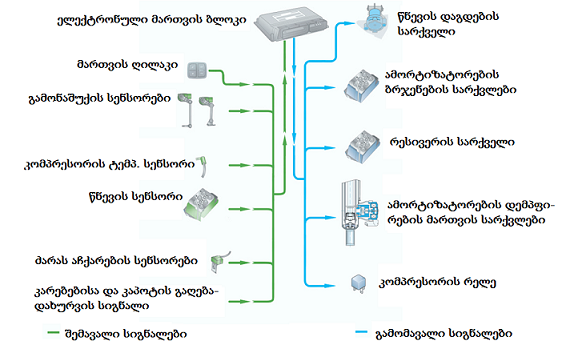 ელექტრონული მართვის ბლოკი
მართვის ღილაკი
გამონაშუქის სენსორები
კომპრესორის ტემპ. სენსორი
წნევის სენსორი
ძარას აჩქარების სენსორები
კარებებისა და კაპოტის გაღება-
დახურვის სიგნალი
შემავალი სიგნალები
წნევის დაგდების
სარქველი
ამორტიზატორების
ბრჯენების სარქვლები
რესივერის სარქველი
ამორტიზატორების დემპფი-
რების მართვის სარქვლები
კომპრესორის რელე
გამომავალი სიგნალები